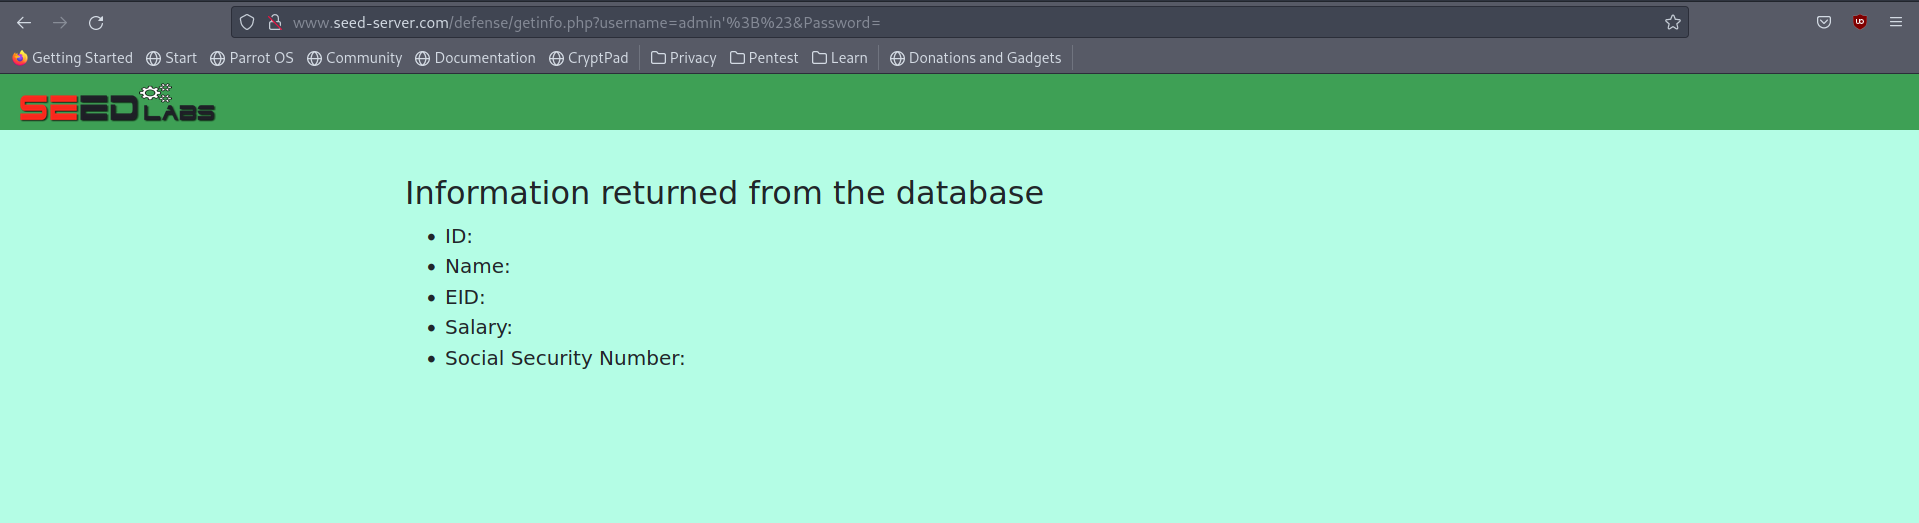 www.seed-server.com/defense/getinfo.php?username=admin'%3B%23&Password=
Getting Started Start Parrot OS Community Documentation CryptPad Privacy Pentest Learn Donations and Gadgets
SEED LABS
Information returned from the database
• ID:
• Name:
• EID:
• Salary:
• Social Security Number: